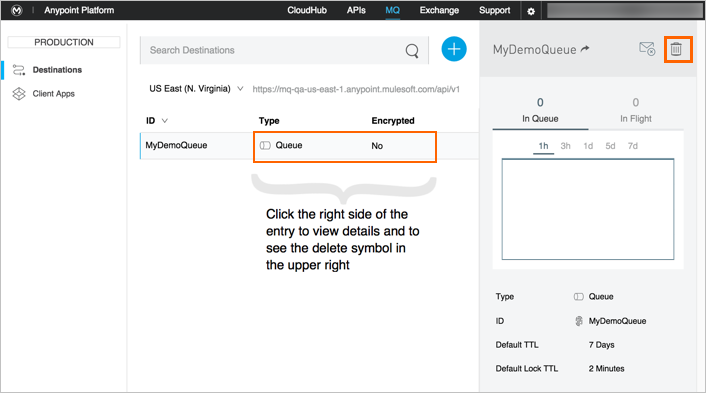 Anypoint Platform
CloudHub APIs MQ Exchange Support
PRODUCTION
Destinations
Client Apps
Search Destinations
US East (N. Virginia) https://mq-qa-us-east-1.anypoint.mulesoft.com/api/v1
ID Type Encrypted
MyDemoQueue Queue No
Click the right side of the
entry to view details and to
see the delete symbol in
the upper right
MyDemoQueue
0 0
In Queue In Flight
1h 3h 1d 5d 7d
Type Queue
ID MyDemoQueue
Default TTL 7 Days
Default Lock TTL 2 Minutes